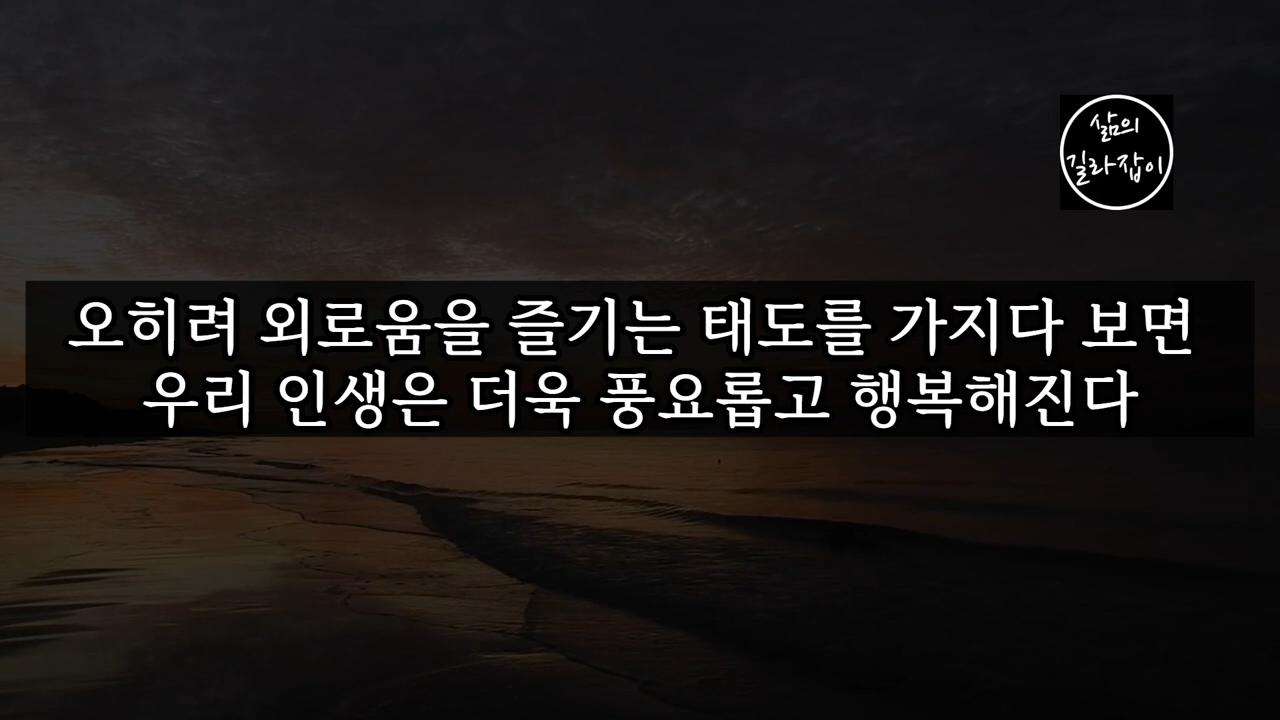 삶의
길라잡이
오히려 외로움을 즐기는 태도를 가지다 보면
우리 인생은 더욱 풍요롭고 행복해진다